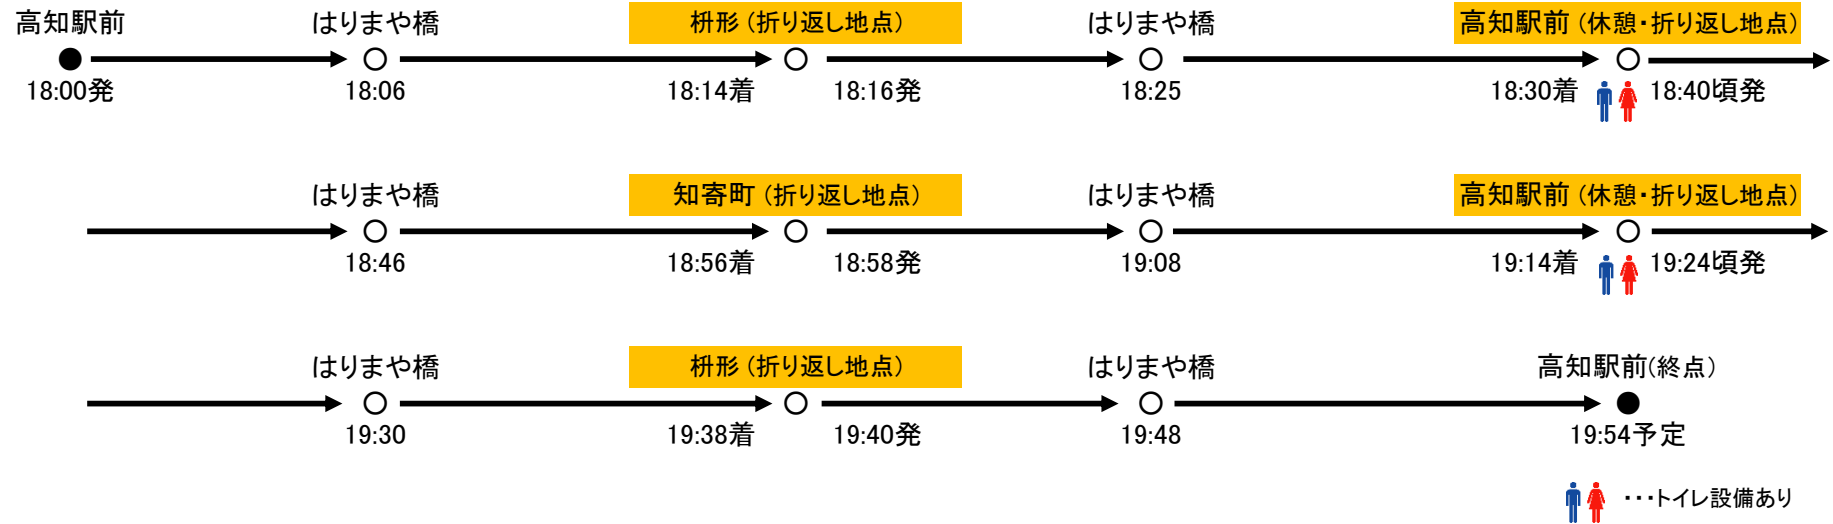 高知駅前 はりまや橋 枡形（折り返し地点） はりまや橋 高知駅前（休憩・折り返し地点）
18:00発 18:06 18:14着 18:16発 18:25 18:30着 18:40頃発
はりまや橋 知寄町（折り返し地点） はりまや橋 高知駅前（休憩・折り返し地点）
18:46 18:56着 18:58発 19:08 19:14着 19:24頃発
はりまや橋 枡形（折り返し地点） はりまや橋 高知駅前(終点)
19:30 19:38着 19:40発 19:48 19:54予定
・・・トイレ設備あり